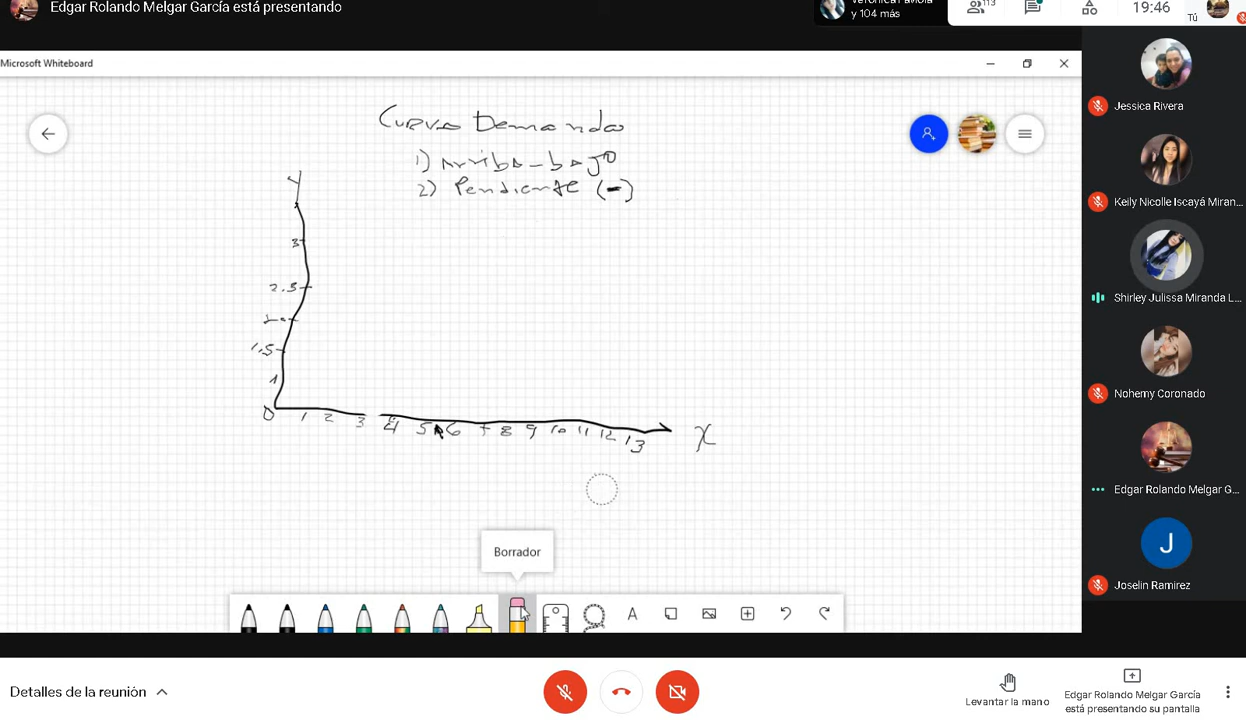 Edgar Rolando Melgar García está presentando
y 104 más
113
19:46
Tú
Microsoft Whiteboard
Curva Demanda
1) Arriba - bajo
2) Pendiente (-)
y
3
2.5
1.5
1
0 1 2 3 4 5 6 7 8 9 10 11 12 13 x
Borrador
A
Jessica Rivera
Keily Nicolle Iscayá Miran...
Shirley Julissa Miranda L...
Nohemy Coronado
Edgar Rolando Melgar G...
J
Joselin Ramirez
Detalles de la reunión
Levantar la mano
Edgar Rolando Melgar García
está presentando su pantalla